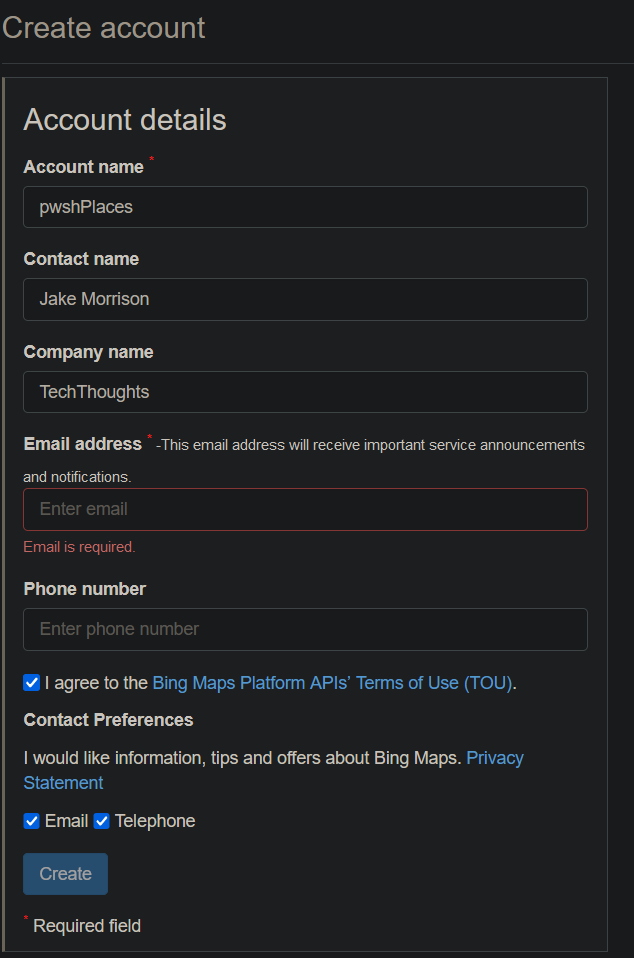 Create account
Account details
Account name *
pwshPlaces
Contact name
Jake Morrison
Company name
TechThoughts
Email address * -This email address will receive important service announcements
and notifications.
Enter email
Email is required.
Phone number
Enter phone number
I agree to the Bing Maps Platform APIs’ Terms of Use (TOU).
Contact Preferences
I would like information, tips and offers about Bing Maps. Privacy
Statement
Email Telephone
Create
* Required field